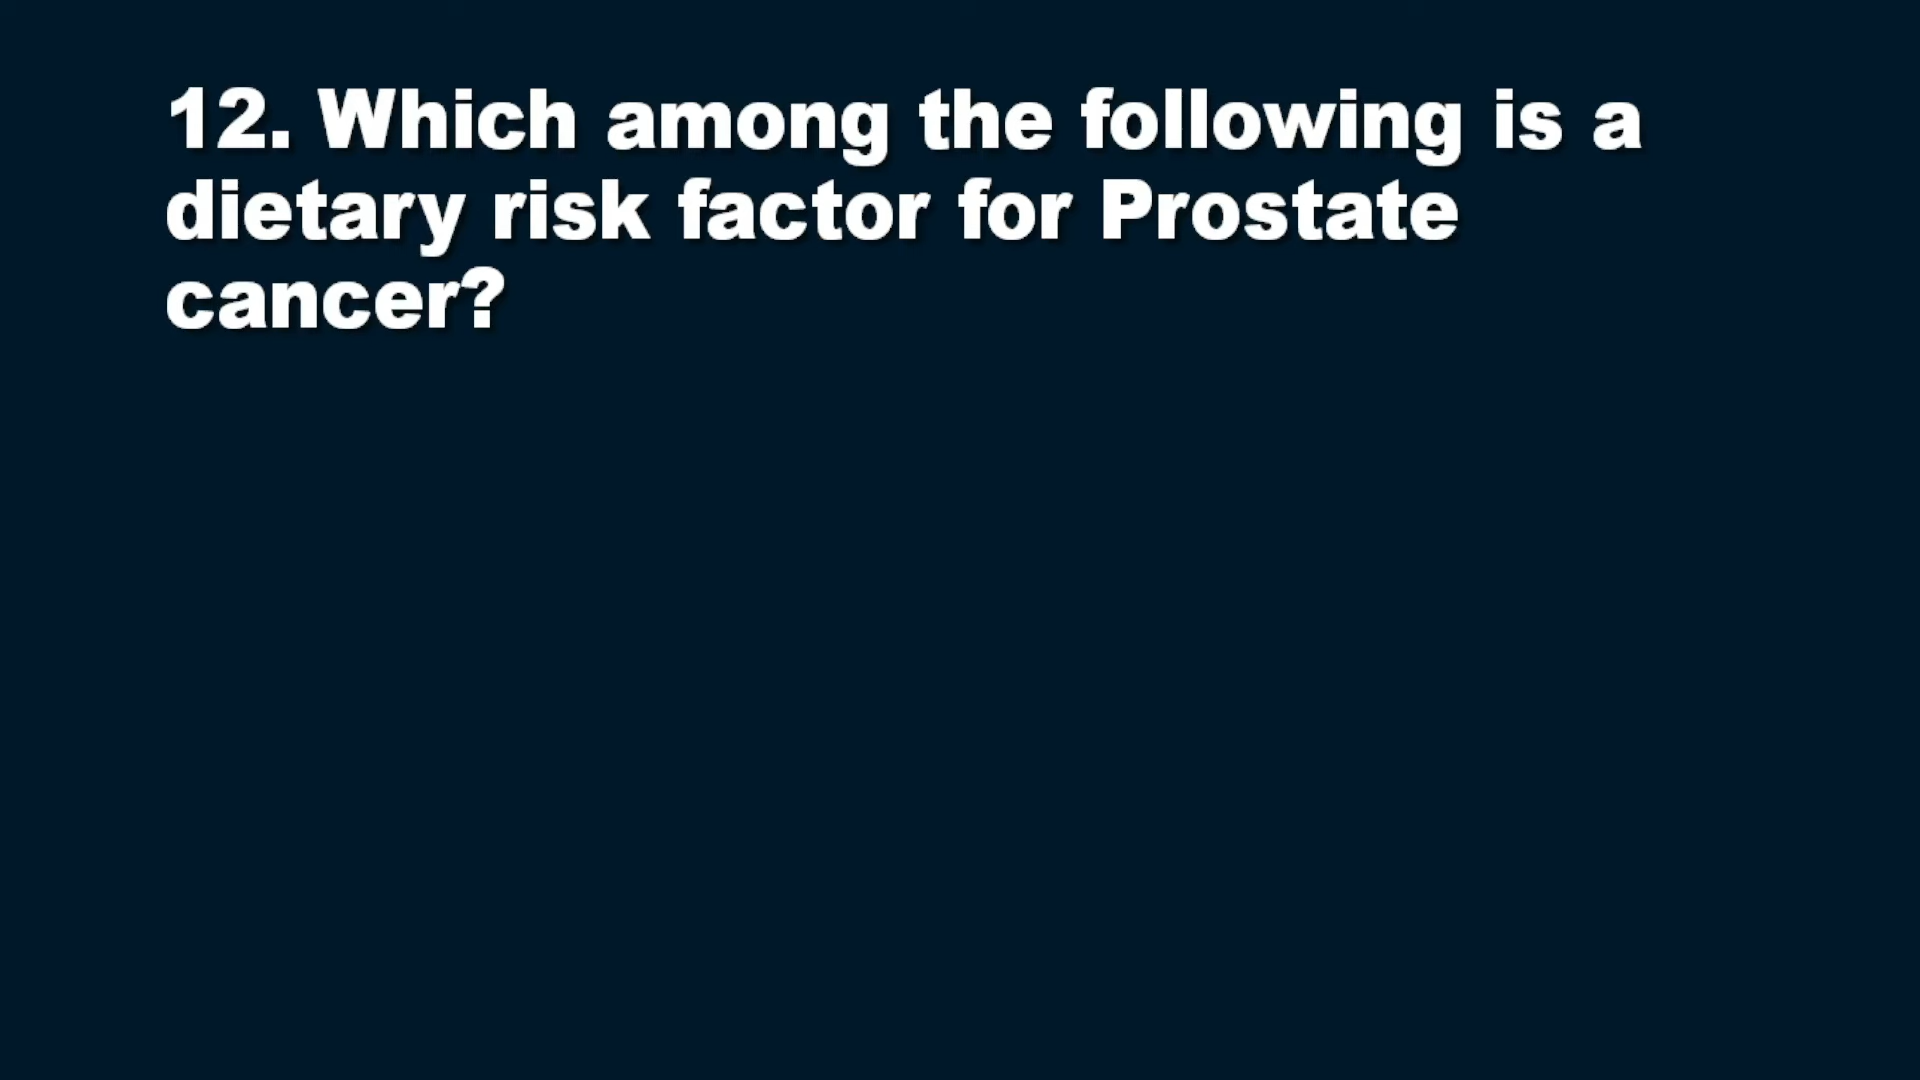 12. Which among the following is a
dietary risk factor for Prostate
cancer?